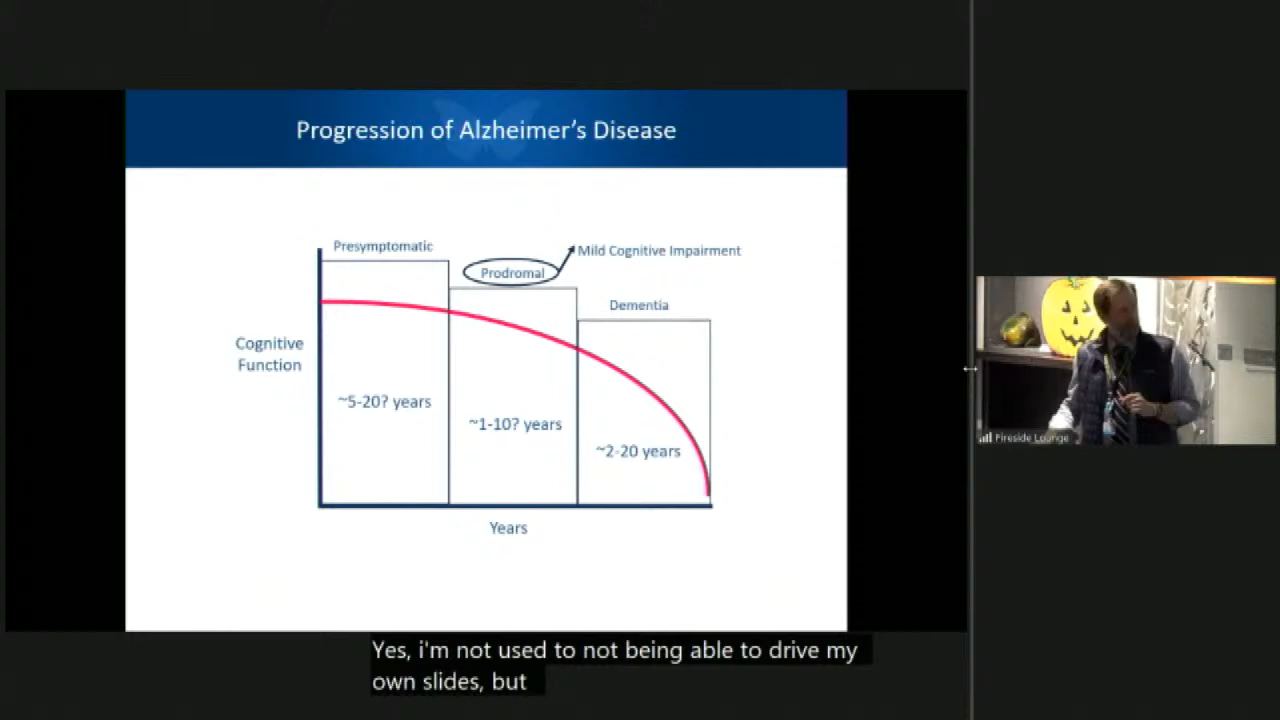 Progression of Alzheimer’s Disease
Presymptomatic
Mild Cognitive Impairment
Prodromal
Dementia
Cognitive
Function
~5-20? years
~1-10? years
~2-20 years
Years
Fireside Lounge
Yes, i'm not used to not being able to drive my
own slides, but